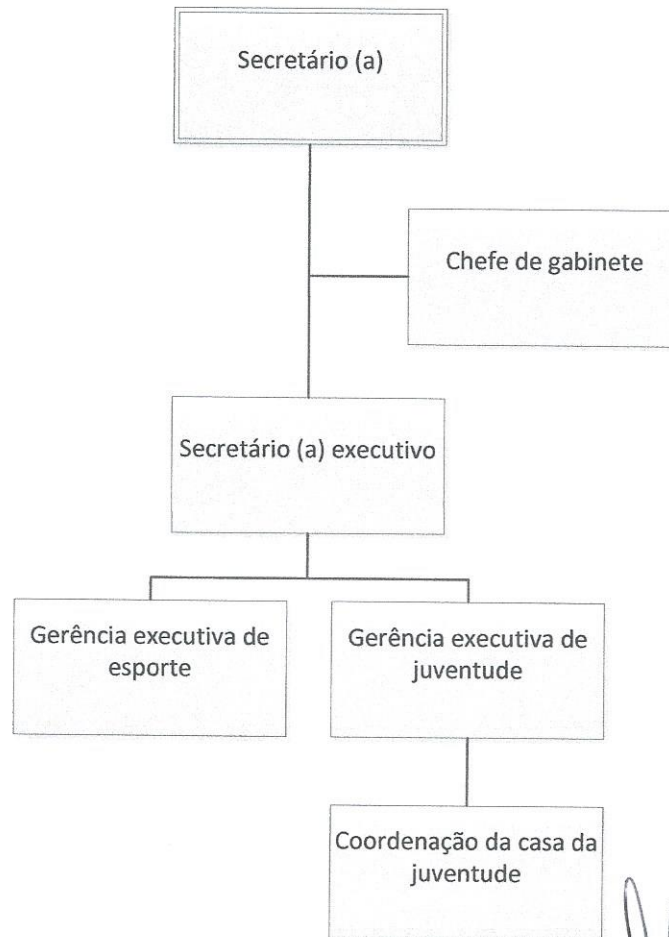 Secretário (a)
Chefe de gabinete
Secretário (a) executivo
Gerência executiva de
esporte
Gerência executiva de
juventude
Coordenação da casa da
juventude